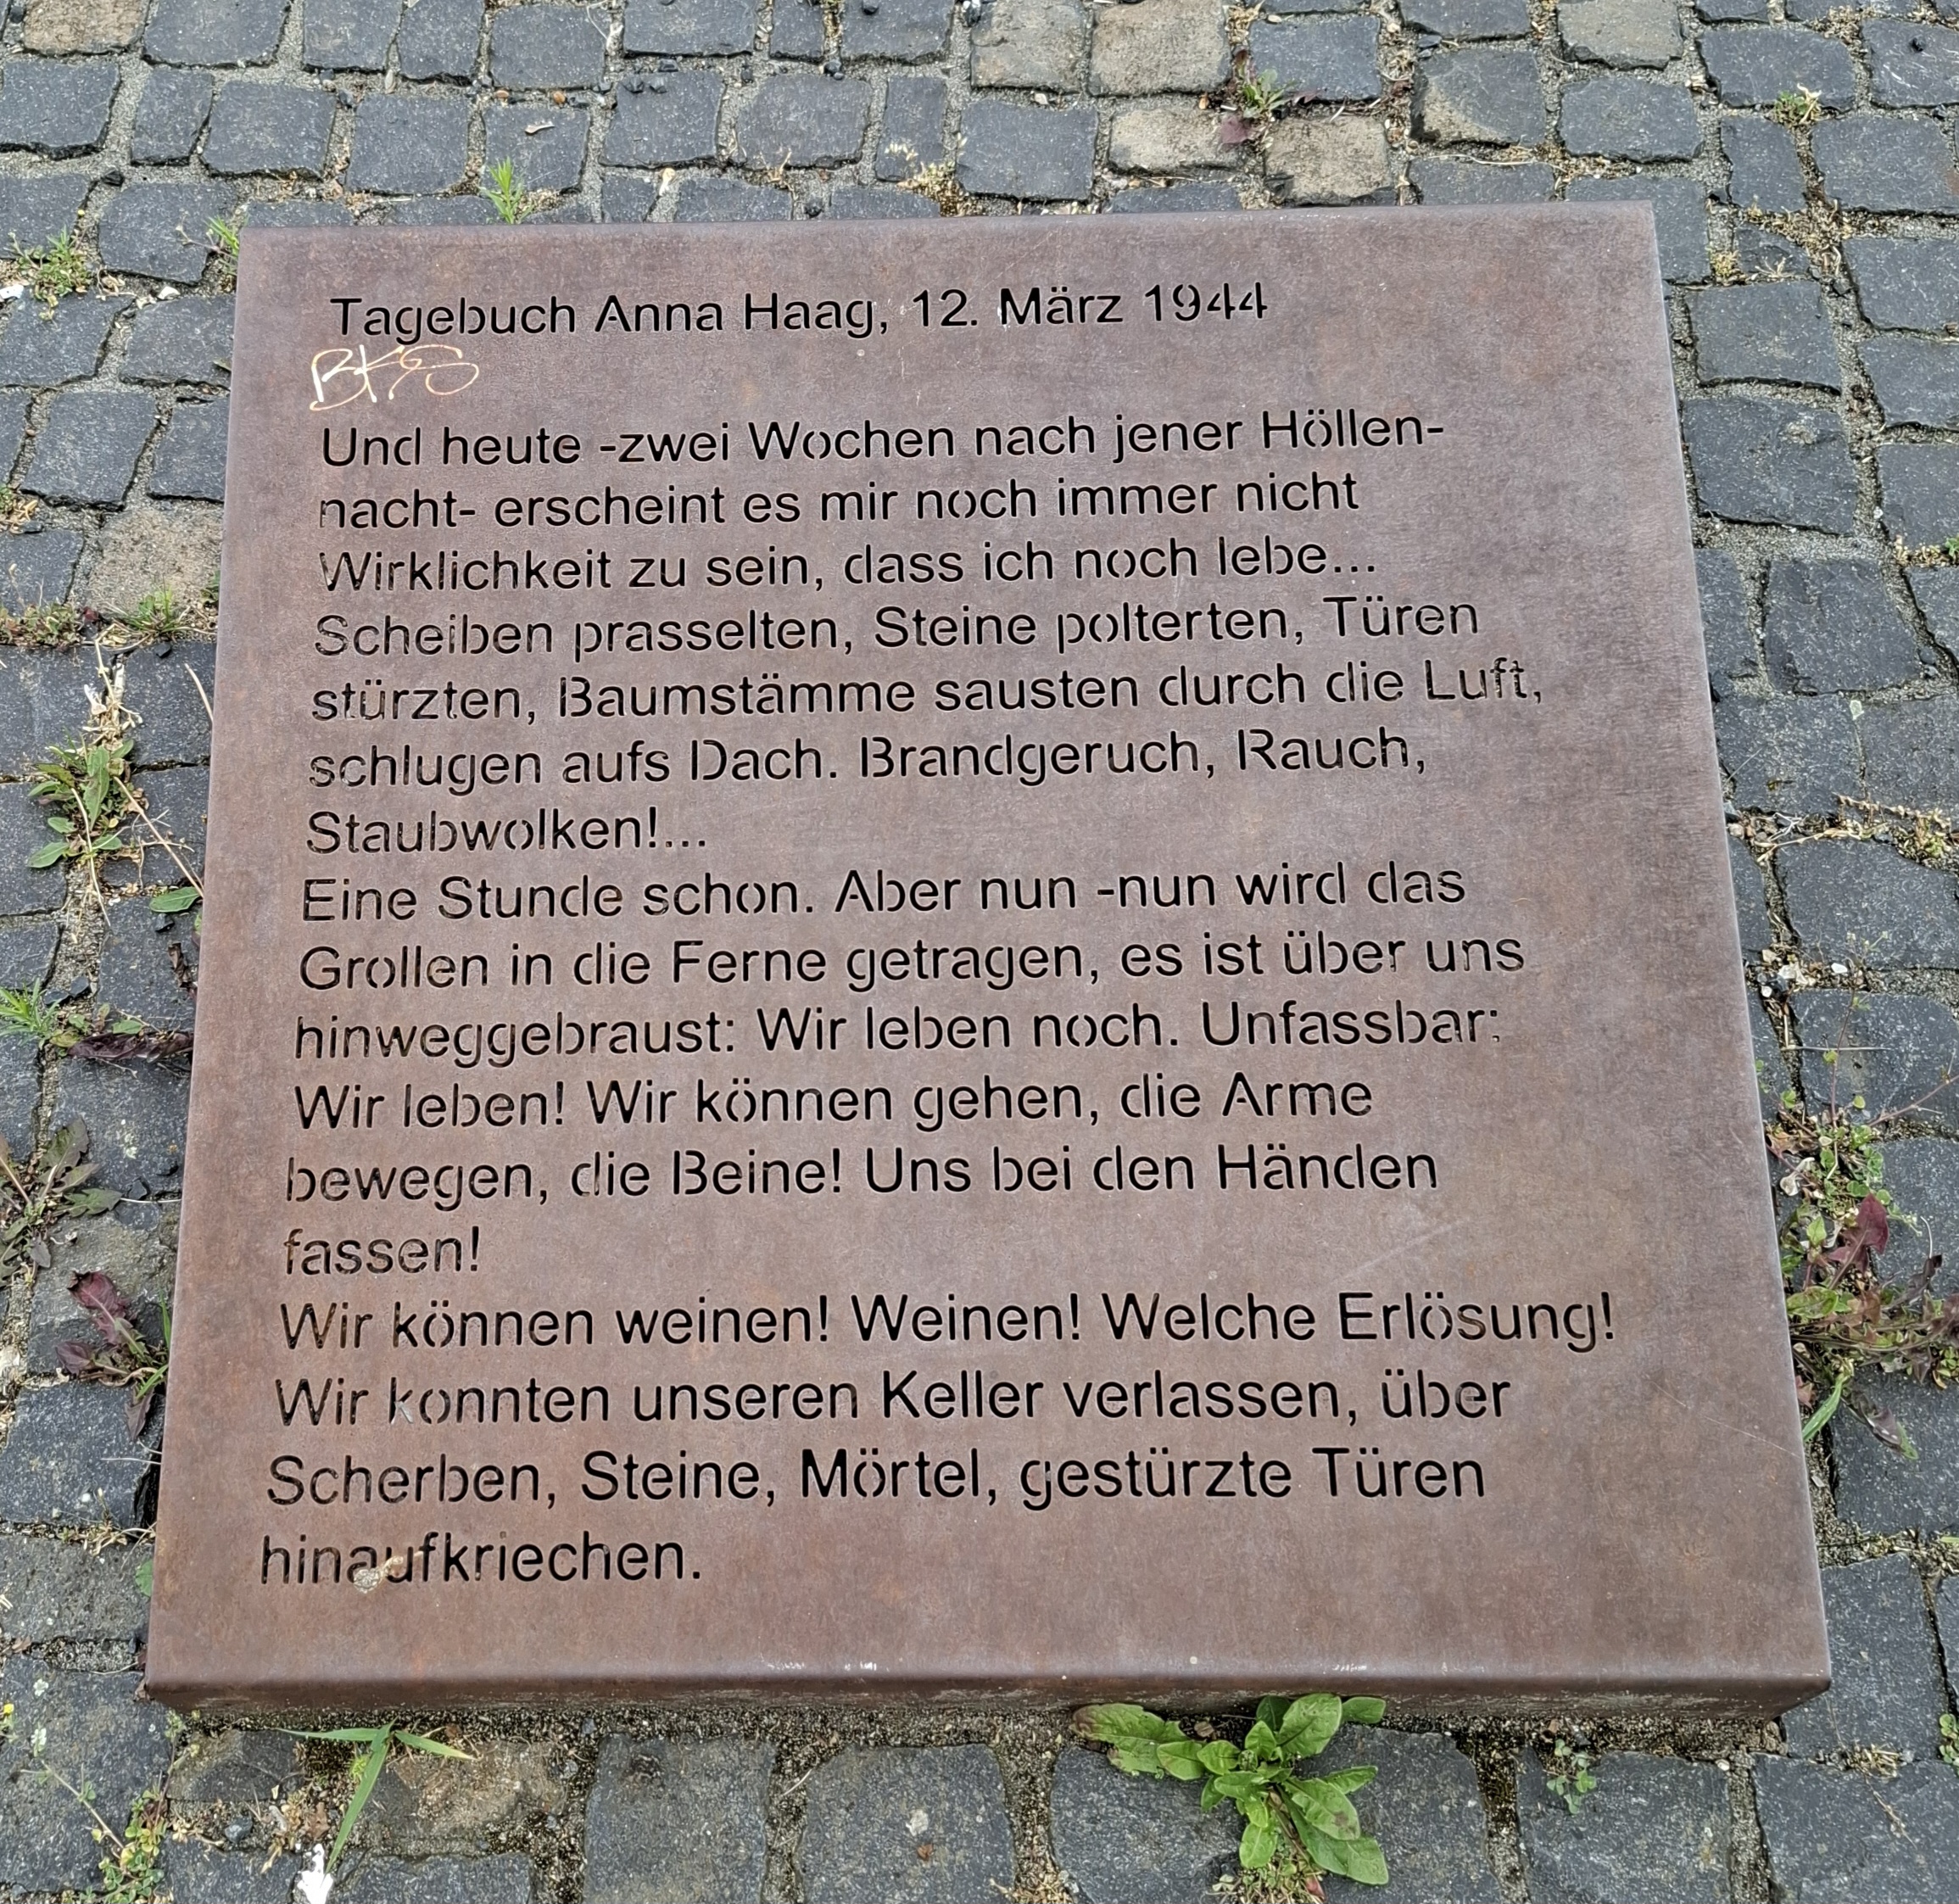 Tagebuch Anna Haag, 12. März 1944
Und heute -zwei Wochen nach jener Höllen-
nacht- erscheint es mir noch immer nicht
Wirklichkeit zu sein, dass ich noch lebe...
Scheiben prasselten, Steine polterten, Türen
stürzten, Baumstämme sausten durch die Luft,
schlugen aufs Dach. Brandgeruch, Rauch,
Staubwolken!...
Eine Stunde schon. Aber nun -nun wird das
Grollen in die Ferne getragen, es ist über uns
hinweggebraust: Wir leben noch. Unfassbar:
Wir leben! Wir können gehen, die Arme
bewegen, die Beine! Uns bei den Händen
fassen!
Wir können weinen! Weinen! Welche Erlösung!
Wir konnten unseren Keller verlassen, über
Scherben, Steine, Mörtel, gestürzte Türen
hinaufkriechen.